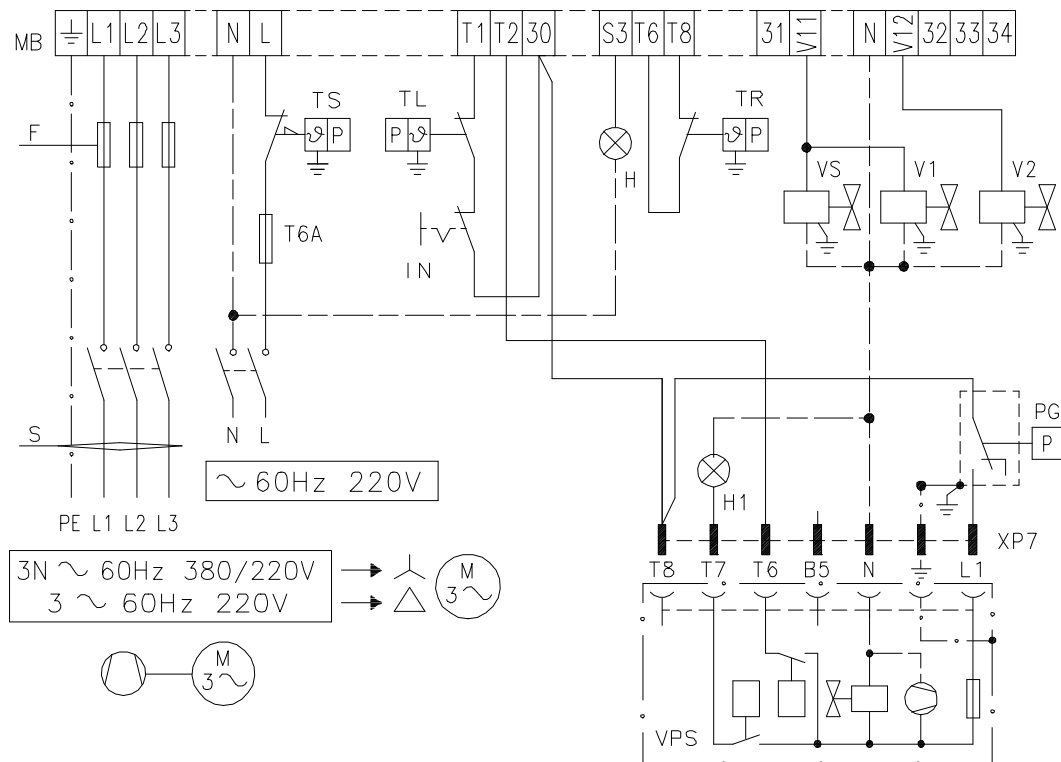 MB L1 L2 L3 N L T1 T2 30 S3 T6 T8 31 V11 N V12 32 33 34
F TS TL TR
ϑ P P ϑ ϑ P
H VS V1 V2
T6A
IN
PG
P
S N L
~ 60Hz 220V
H1
PE L1 L2 L3
XP7
T8 T7 T6 B5 N L1
3N ~ 60Hz 380/220V
3 ~ 60Hz 220V
M
3~
M
3~
VPS